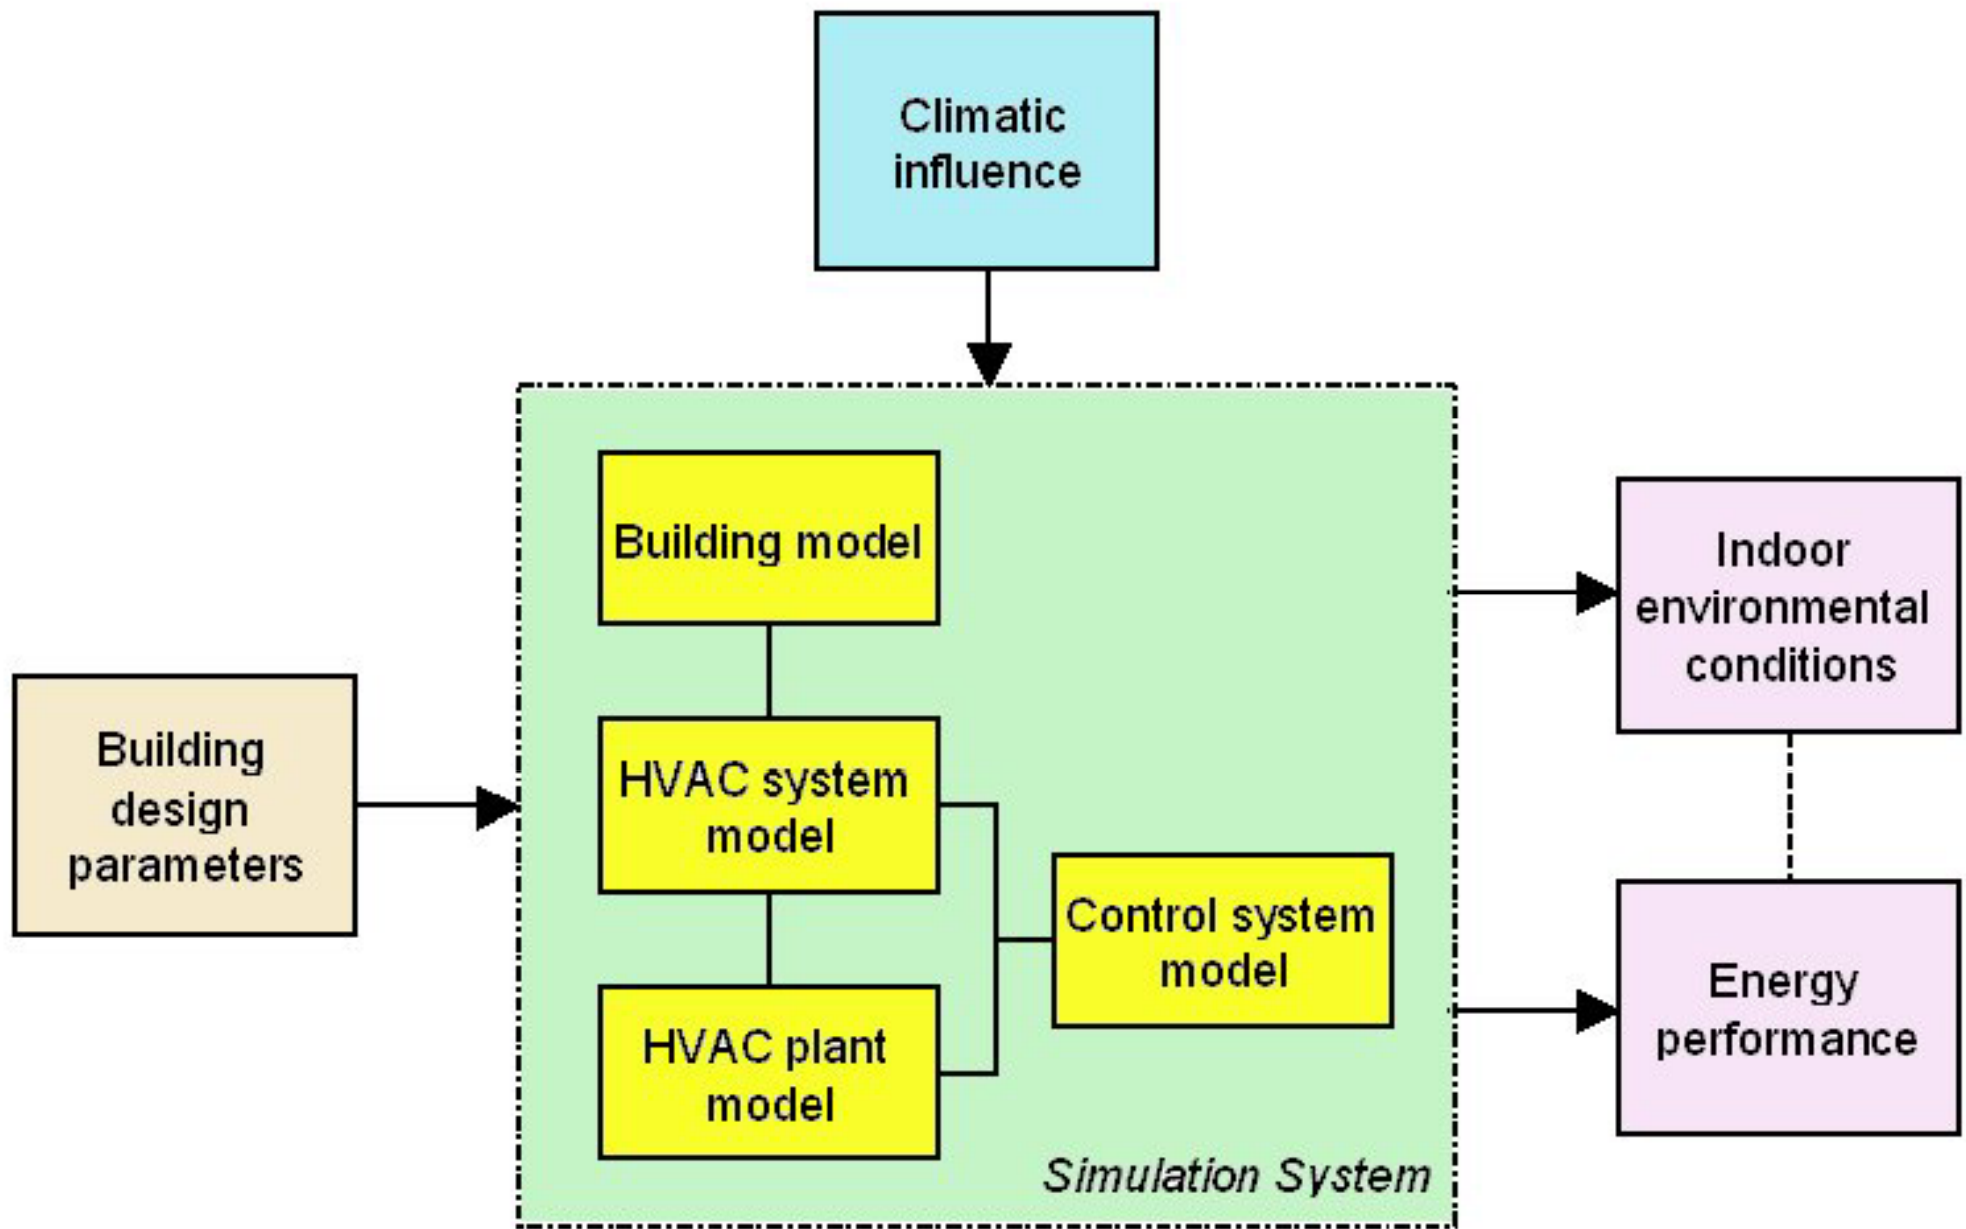 Climatic
influence
Building model
Indoor
environmental
conditions
Building
design
parameters
HVAC system
model
Control system
model
HVAC plant
model
Energy
performance
Simulation System